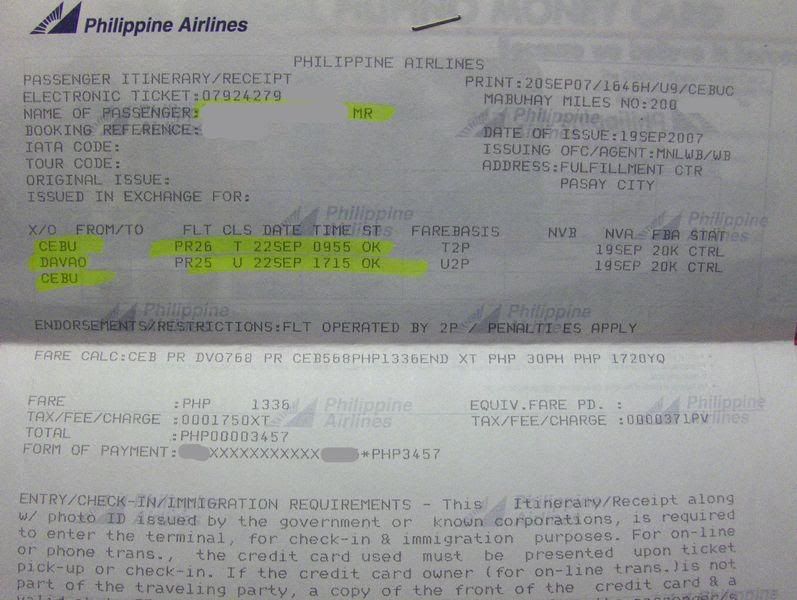 Philippine Airlines
PHILIPPINE AIRLINES
PASSENGER ITINERARY/RECEIPT
PRINT:20SEP07/1646H/U9/CEBUC
ELECTRONIC TICKET:07924279
MABUHAY MILES NO:200
NAME OF PASSENGER: MR
BOOKING REFERENCE:
DATE OF ISSUE:19SEP2007
IATA CODE:
ISSUING OFC/AGENT:MNLWB/WB
TOUR CODE:
ADDRESS:FULFILLMENT CTR
ORIGINAL ISSUE:
PASAY CITY
ISSUED IN EXCHANGE FOR:
X/O FROM/TO FLT CLS DATE TIME ST FAREBASIS NVB NVA FBA STAT
CEBU PR26 T 22SEP 0955 OK T2P 19SEP 20K CTRL
DAVAO PR25 U 22SEP 1715 OK U2P 19SEP 20K CTRL
CEBU
ENDORSEMENTS/RESTRICTIONS:FLT OPERATED BY 2P / PENALTIES APPLY
FARE CALC:CEB PR DVO768 PR CEB568PHP1336END XT PHP 30PH PHP 1720YQ
FARE :PHP 1336 EQUIV.FARE PD. :
TAX/FEE/CHARGE :0001750XT TAX/FEE/CHARGE :0000371PV
TOTAL :PHP00003457
FORM OF PAYMENT: XXXXXXXXXXX *PHP3457
ENTRY/CHECK-IN/IMMIGRATION REQUIREMENTS - This Itinerary/Receipt along
w/ photo ID issued by the government or known corporations, is required
to enter the terminal, for check-in & immigration purposes. For on-line
or phone trans., the credit card used must be presented upon ticket
pick-up or check-in. If the credit card owner (for on-line trans.)is not
part of the traveling party, a copy of the front of the credit card & a